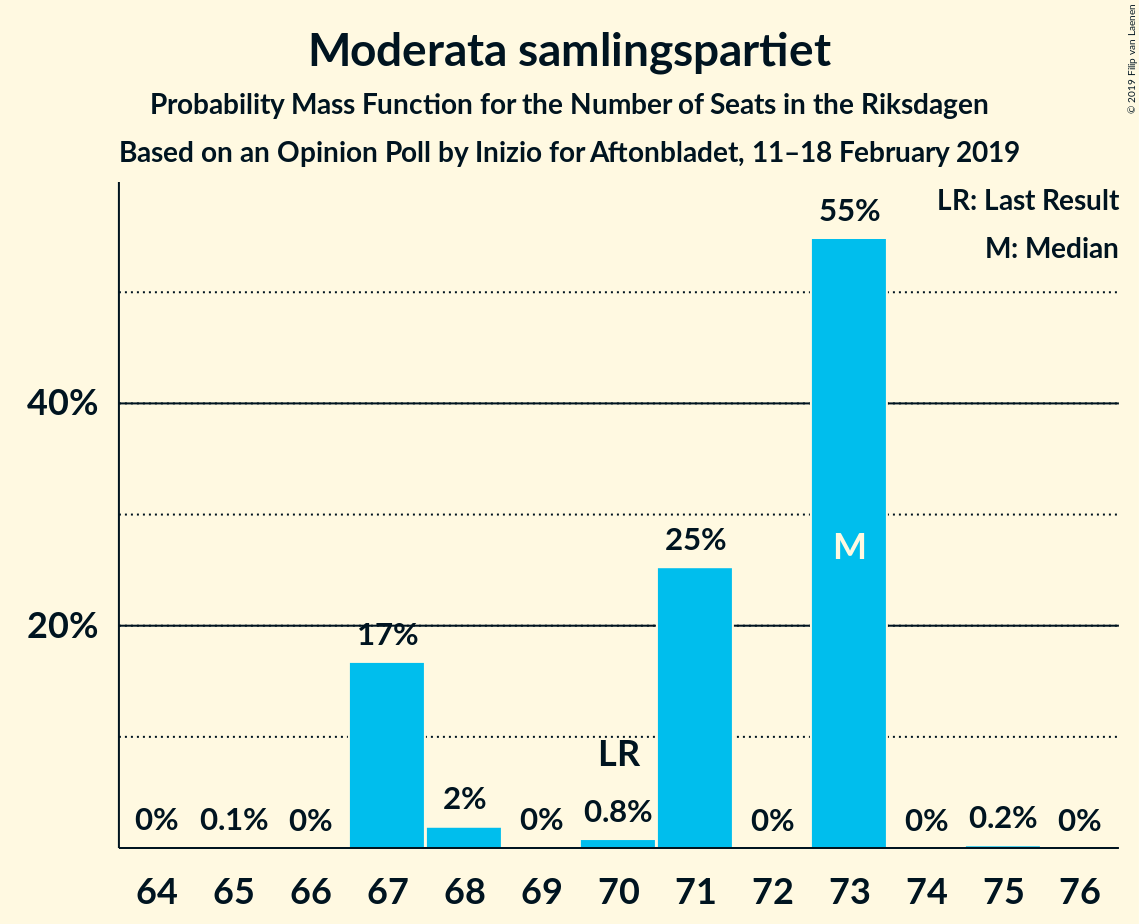 Moderata samlingspartiet
Probability Mass Function for the Number of Seats in the Riksdagen
Based on an Opinion Poll by Inizio for Aftonbladet, 11–18 February 2019
© 2019 Filip van Laenen
LR: Last Result
M: Median
55%
40%
M
25%
20%
17%
LR
0% 0.1% 0% 2% 0% 0.8% 0% 0% 0.2% 0%
64 65 66 67 68 69 70 71 72 73 74 75 76